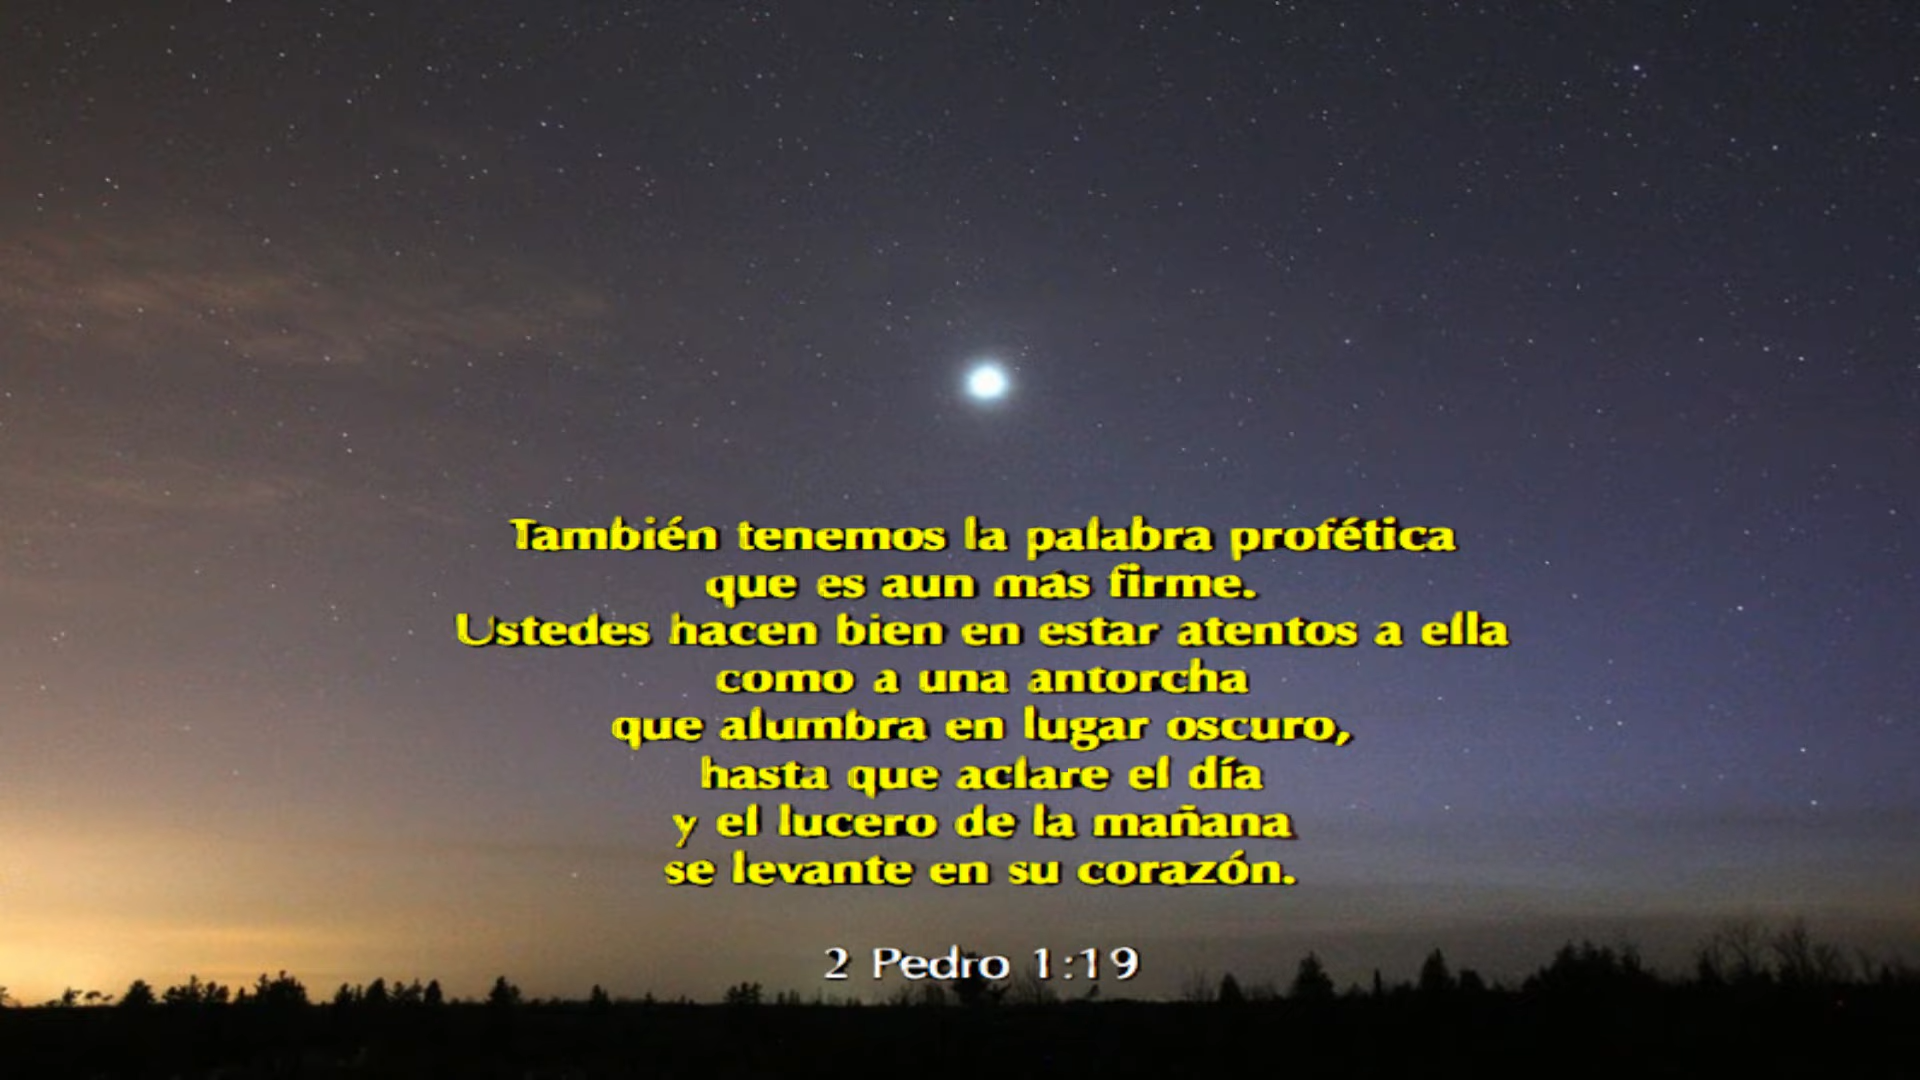 También tenemos la palabra profética
que es aun más firme.
Ustedes hacen bien en estar atentos a ella
como a una antorcha
que alumbra en lugar oscuro,
hasta que aclare el día
y el lucero de la mañana
se levante en su corazón.
2 Pedro 1:19